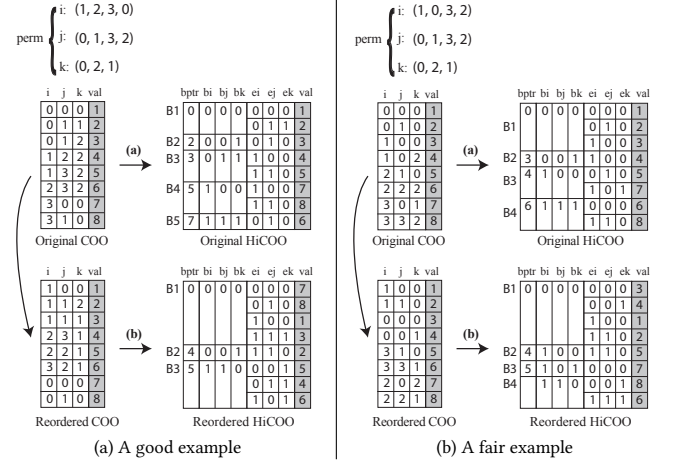 perm
i: (1, 2, 3, 0)
j: (0, 1, 3, 2)
k: (0, 2, 1)
i j k val
0 0 0 1
0 1 1 2
0 1 2 3
1 2 2 4
1 3 2 5
2 3 2 6
3 0 0 7
3 1 0 8
Original COO
(a)
bptr bi bj bk ei ej ek val
B1 0 0 0 0 0 0 0 1
0 1 1 2
B2 2 0 0 1 0 1 0 3
B3 3 0 1 1 1 0 0 4
1 1 0 5
B4 5 1 0 0 1 0 0 7
1 1 0 8
B5 7 1 1 1 0 1 0 6
Original HiCOO
i j k val
1 0 0 1
1 1 2 2
1 1 1 3
2 3 1 4
2 2 1 5
3 2 1 6
0 0 0 7
0 1 0 8
Reordered COO
(b)
bptr bi bj bk ei ej ek val
B1 0 0 0 0 0 0 0 7
0 1 0 8
1 0 0 1
1 1 1 3
B2 4 0 0 1 1 1 0 2
B3 5 1 1 0 0 0 1 5
0 1 1 4
1 0 1 6
Reordered HiCOO
(a) A good example
perm
i: (1, 0, 3, 2)
j: (0, 1, 3, 2)
k: (0, 2, 1)
i j k val
0 0 0 1
0 1 0 2
1 0 0 3
1 0 2 4
2 1 0 5
2 2 2 6
3 0 1 7
3 3 2 8
Original COO
(a)
bptr bi bj bk ei ej ek val
0 0 0 0 0 0 0 1
B1 0 1 0 2
1 0 0 3
B2 3 0 0 1 1 0 0 4
B3 4 1 0 0 0 1 0 5
1 0 1 7
B4 6 1 1 1 0 0 0 6
1 1 0 8
Original HiCOO
i j k val
1 0 0 1
1 1 0 2
0 0 0 3
0 0 1 4
3 1 0 5
3 3 1 6
2 0 2 7
2 2 1 8
Reordered COO
(b)
bptr bi bj bk ei ej ek val
B1 0 0 0 0 0 0 0 3
0 0 1 4
1 0 0 1
1 1 0 2
B2 4 1 0 0 1 1 0 5
B3 5 1 0 1 0 0 0 7
B4 1 1 0 0 0 1 8
1 1 1 6
Reordered HiCOO
(b) A fair example